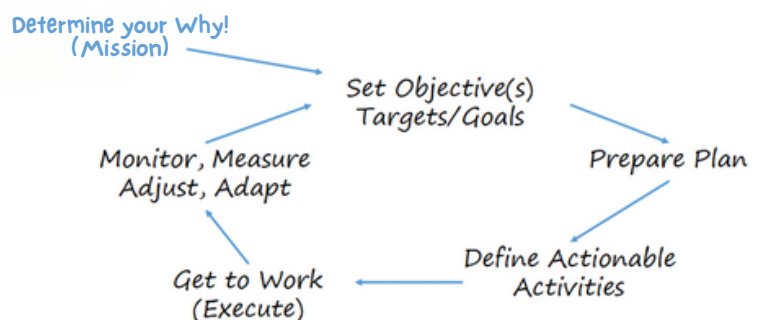 Determine your Why!
(Mission)
Set Objective(s)
Targets/Goals
Prepare Plan
Define Actionable
Activities
Get to Work
(Execute)
Monitor, Measure
Adjust, Adapt